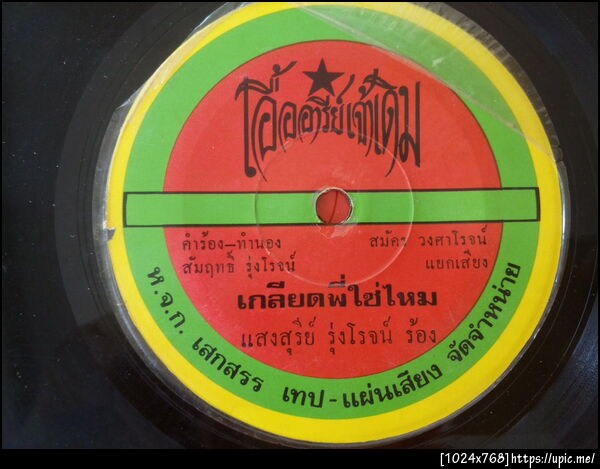 โอ้ออารีย์เจ้าเดิม
คำร้อง-ทำนอง
สัมฤทธิ์ รุ่งโรจน์
สมัคร วงศาโรจน์
แยกเสียง
เกลียดพี่ใช่ไหม
แสงสุรีย์ รุ่งโรจน์ ร้อง
ห.จ.ก. เสกสรร เทป-แผ่นเสียง จัดจำหน่าย
[1024x768]https://upic.me/